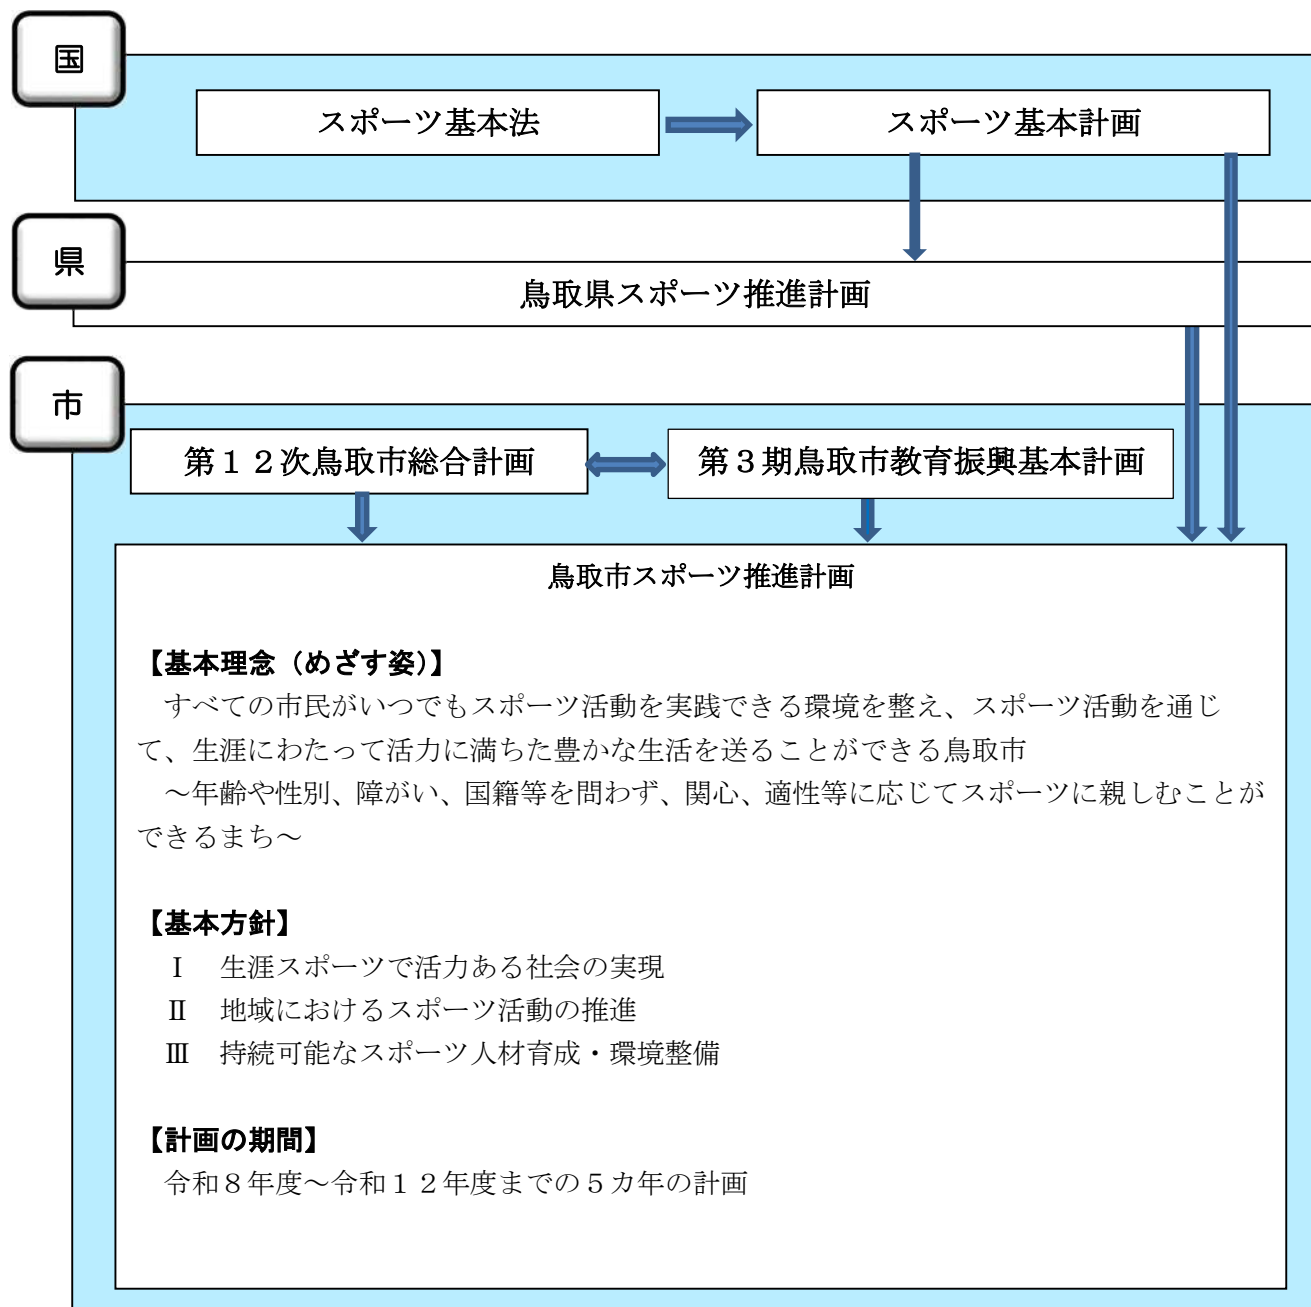 国
スポーツ基本法
スポーツ基本計画
県
鳥取県スポーツ推進計画
市
第１２次鳥取市総合計画
第３期鳥取市教育振興基本計画
鳥取市スポーツ推進計画
【基本理念（めざす姿）】
すべての市民がいつでもスポーツ活動を実践できる環境を整え、スポーツ活動を通じ
て、生涯にわたって活力に満ちた豊かな生活を送ることができる鳥取市
～年齢や性別、障がい、国籍等を問わず、関心、適性等に応じてスポーツに親しむことが
できるまち～
【基本方針】
Ⅰ　生涯スポーツで活力ある社会の実現
Ⅱ　地域におけるスポーツ活動の推進
Ⅲ　持続可能なスポーツ人材育成・環境整備
【計画の期間】
令和８年度～令和１２年度までの５カ年の計画